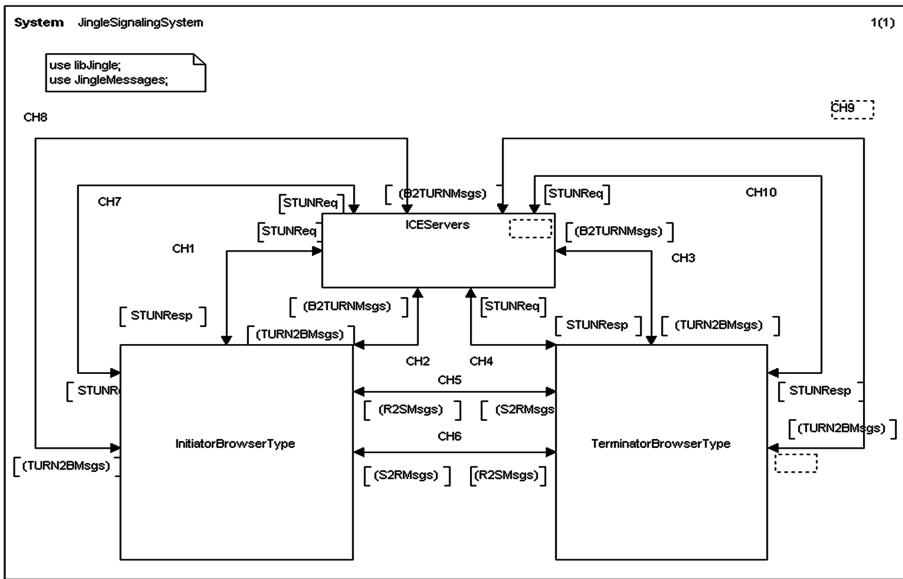 System JingleSignalingSystem 1(1)
use libJingle;
use JingleMessages;
CH8
CH9
[(B2TURNMsgs)]
CH7
[STUNReq]
[STUNReq]
CH10
[STUNReq]
ICEServers
[(B2TURNMsgs)]
CH1
CH3
[(B2TURNMsgs)]
[STUNReq]
[STUNResp]
[(TURN2BMsgs)]
[STUNResp]
[(TURN2BMsgs)]
CH2
CH4
CH5
[STUNR
[STUNResp]
[(R2SMsgs)]
[(S2RMsgs
[(TURN2BMsgs)]
CH6
InitiatorBrowserType
TerminatorBrowserType
[(TURN2BMsgs)]
[(S2RMsgs)]
[(R2SMsgs)]